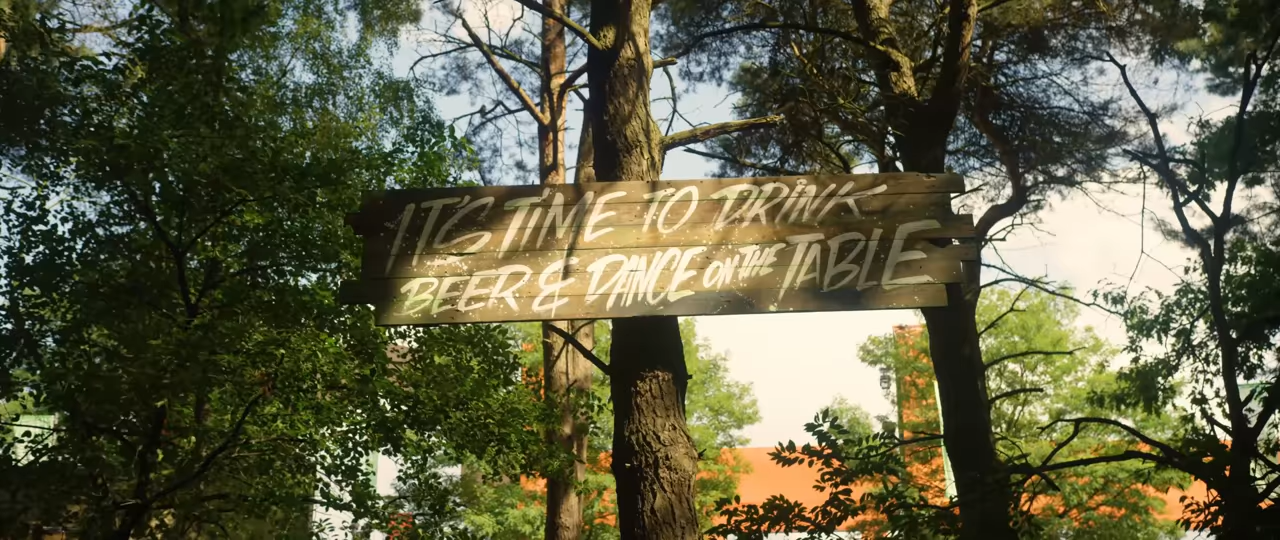 IT'S TIME TO DRINK
BEER & DANCE ON THE TABLE